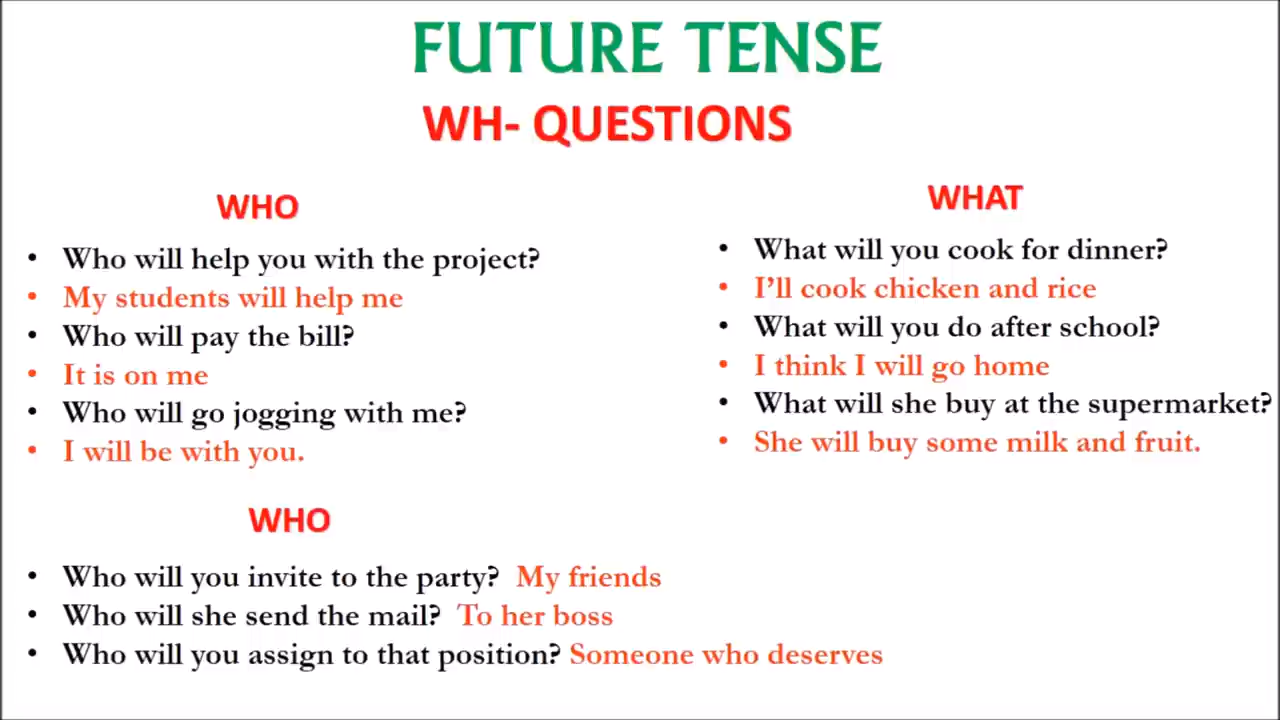 FUTURE TENSE
WH- QUESTIONS
WHO
• Who will help you with the project?
• My students will help me
• Who will pay the bill?
• It is on me
• Who will go jogging with me?
• I will be with you.
WHAT
• What will you cook for dinner?
• I’ll cook chicken and rice
• What will you do after school?
• I think I will go home
• What will she buy at the supermarket?
• She will buy some milk and fruit.
WHO
• Who will you invite to the party? My friends
• Who will she send the mail? To her boss
• Who will you assign to that position? Someone who deserves